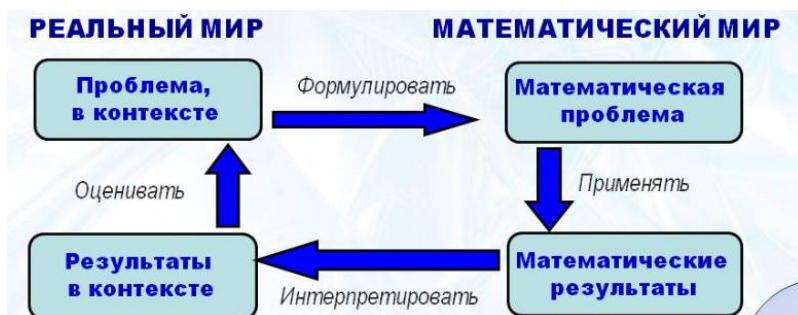 РЕАЛЬНЫЙ МИР
МАТЕМАТИЧЕСКИЙ МИР
Проблема,
в контексте
Формулировать
Математическая
проблема
Оценивать
Применять
Результаты
в контексте
Интерпретировать
Математические
результаты